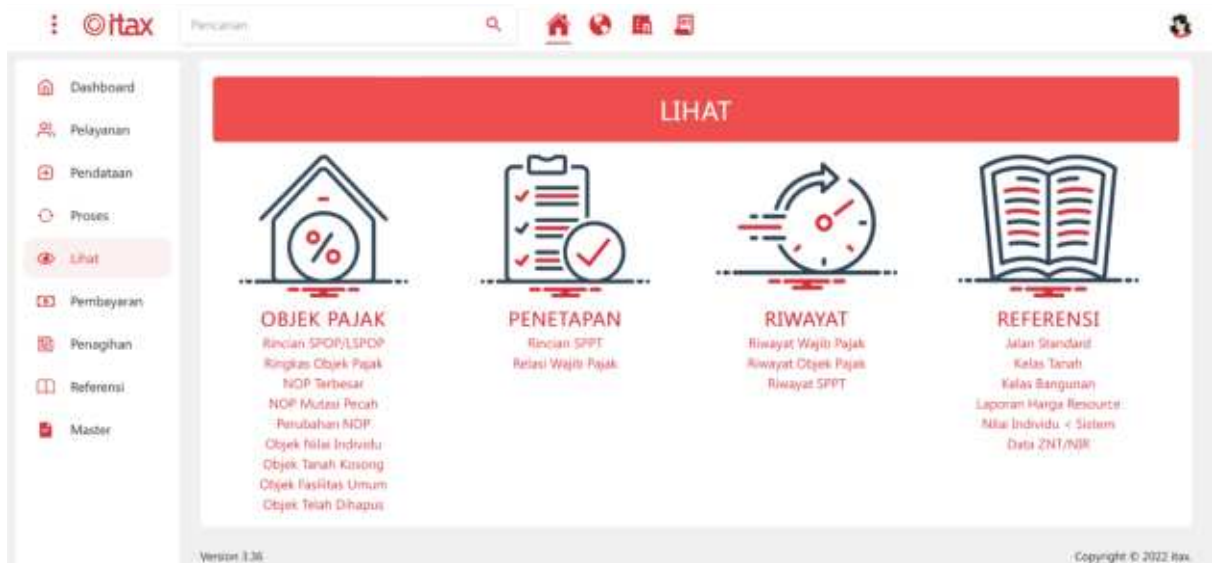 itax
Pencarian
Dashboard
Pelayanan
Pendataan
Proses
Lihat
Pembayaran
Penagihan
Referensi
Master
LIHAT
OBJEK PAJAK
Rincian SPOP/LSPOP
Ringkas Objek Pajak
NOP Terbesar
NOP Mutasi Pecah
Perubahan NOP
Objek Nilai Individu
Objek Tanah Kosong
Objek Fasilitas Umum
Objek Telah Dihapus
PENETAPAN
Rincian SPPT
Relasi Wajib Pajak
RIWAYAT
Riwayat Wajib Pajak
Riwayat Objek Pajak
Riwayat SPPT
REFERENSI
Jalan Standard
Kelas Tanah
Kelas Bangunan
Laporan Harga Resource
Nilai Individu < Sistem
Data ZNT/NIR
Version 3.36
Copyright © 2022 itax.